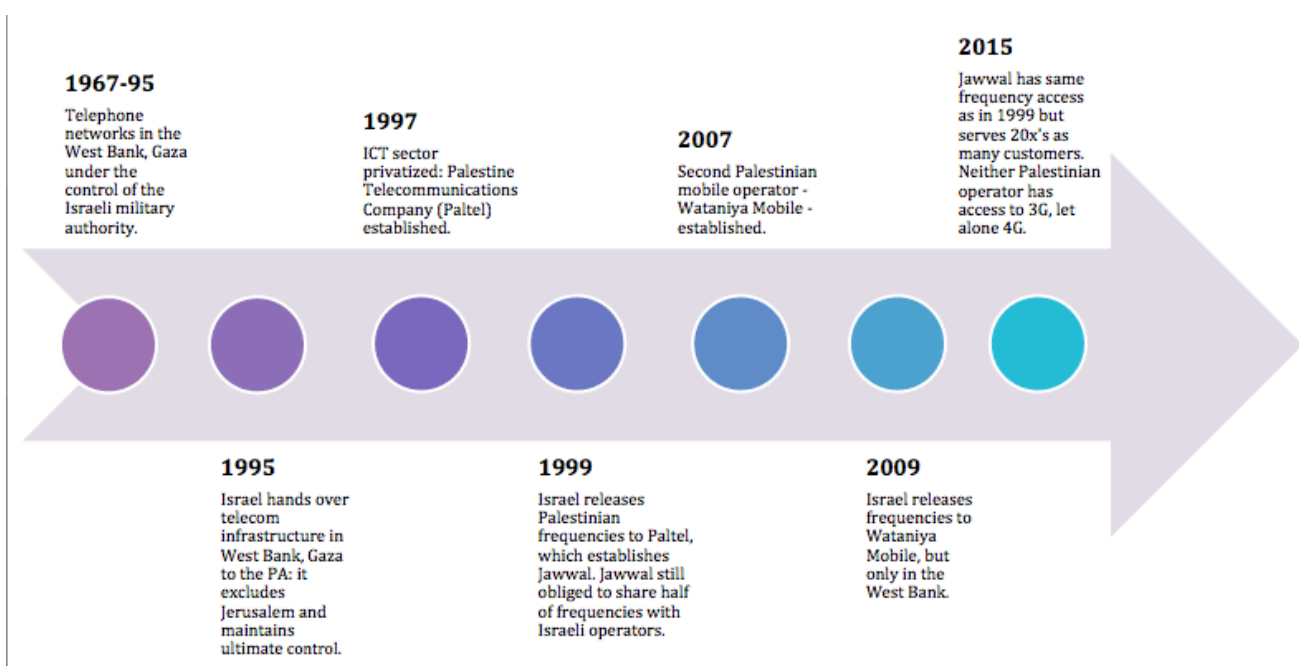 1967-95
Telephone
networks in the
West Bank, Gaza
under the
control of the
Israeli military
authority.
1995
Israel hands over
telecom
infrastructure in
West Bank, Gaza
to the PA: it
excludes
Jerusalem and
maintains
ultimate control.
1997
ICT sector
privatized: Palestine
Telecommunications
Company (Paltel)
established.
1999
Israel releases
Palestinian
frequencies to Paltel,
which establishes
Jawwal. Jawwal still
obliged to share half
of frequencies with
Israeli operators.
2007
Second Palestinian
mobile operator -
Wataniya Mobile -
established.
2009
Israel releases
frequencies to
Wataniya
Mobile, but
only in the
West Bank.
2015
Jawwal has same
frequency access
as in 1999 but
serves 20x's as
many customers.
Neither Palestinian
operator has
access to 3G, let
alone 4G.